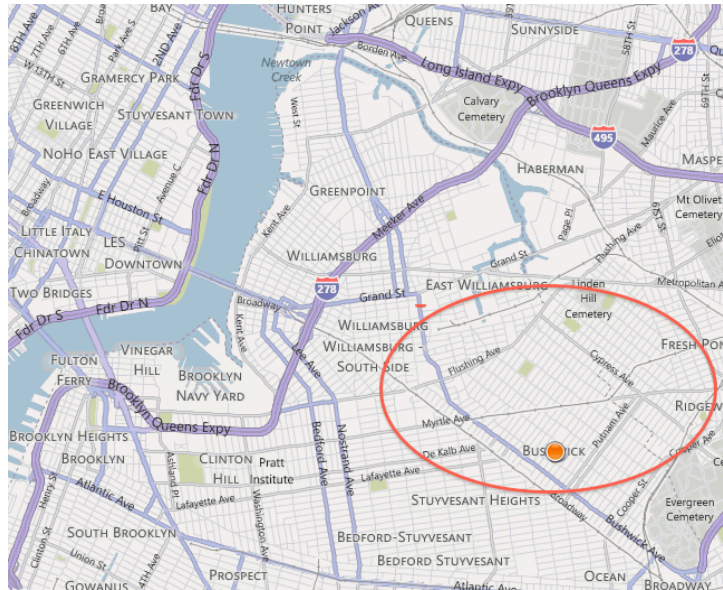 BAY
HUNTERS
POINT
Jackson Ave
QUEENS
SUNNYSIDE
58TH St
8TH Ave
7TH Ave
6TH Ave
Park Ave S
2ND Ave
Fdr Dr S
Borden Ave
278
69TH St
W 13TH St
Newtown
Creek
Long Island Expy
Brooklyn Queens Expy
GRAMERCY PARK
GREENWICH
VILLAGE
STUYVESANT TOWN
West St
Calvary
Cemetery
Maurice Ave
495
NOHO
EAST VILLAGE
Avenue C
Fdr Dr N
HABERMAN
MASPE
Broadway
E Houston St
GREENPOINT
Mt Olivet
Cemetery
Kent Ave
Meeker Ave
Page Pl
61ST St
LITTLE ITALY
LES
Pitt St
Flushing Ave
Eliot
CHINATOWN
DOWNTOWN
WILLIAMSBURG
Grand St
278
EAST WILLIAMSBURG
Linden
Hill
Cemetery
Metropolitan A
TWO BRIDGES
Fdr Dr N
Broadway
Grand St
Fdr Dr S
Kent Ave
WILLIAMSBURG
WILLIAMSBURG -
SOUTH SIDE
FRESH PON
VINEGAR
HILL
Lee Ave
Flushing Ave
Cypress Ave
FULTON
FERRY
BROOKLYN
NAVY YARD
Brooklyn Queens Expy
RIDGEW
Myrtle Ave
Putnam Ave
BROOKLYN HEIGHTS
Bedford Ave
Nostrand Ave
De Kalb Ave
BUSHWICK
Cooper Ave
BROOKLYN
CLINTON
HILL
Pratt
Institute
Ashland Pl
Lafayette Ave
Lafayette Ave
Cooper St
Henry St
Atlantic Ave
Washington Ave
STUYVESANT HEIGHTS
Broadway
Evergreen
Cemetery
Clinton St
SOUTH BROOKLYN
BEDFORD-STUYVESANT
Bushwick Ave
Union St
4TH Ave
BEDFORD STUYVESANT
GOWANUS
PROSPECT
Atlantic Ave
OCEAN
BROADWAY